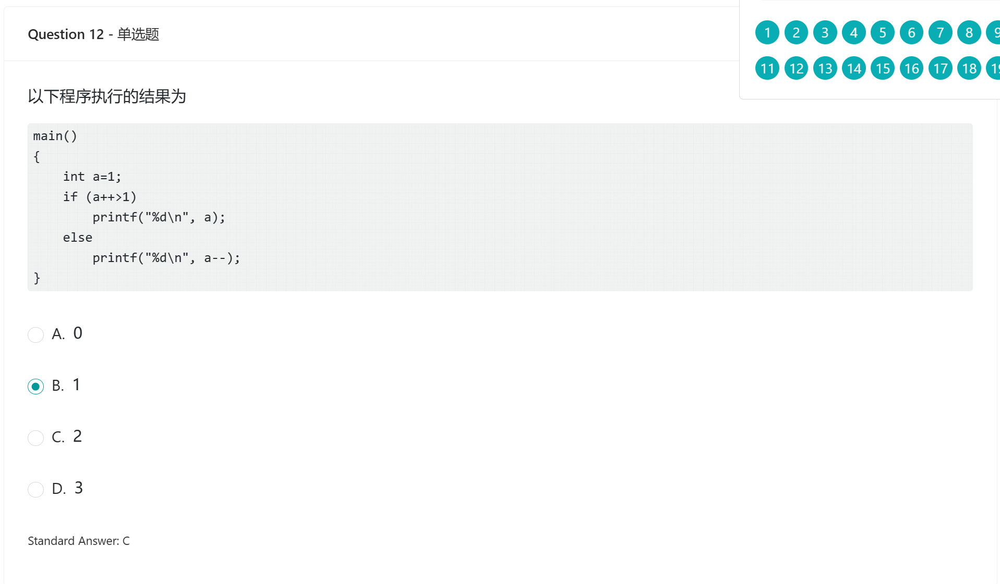 Question 12 - 单选题
1 2 3 4 5 6 7 8 9
11 12 13 14 15 16 17 18
以下程序执行的结果为
main()
{
    int a=1;
    if (a++>1)
        printf("%d\n", a);
    else
        printf("%d\n", a--);
}
A. 0
B. 1
C. 2
D. 3
Standard Answer: C